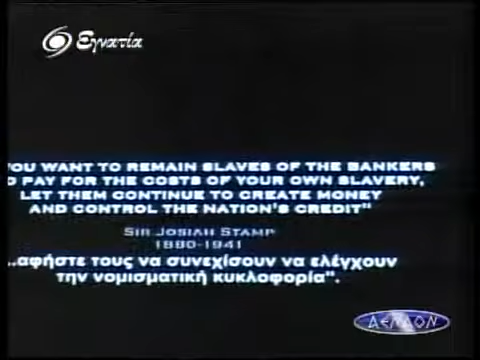 Εγνατία
YOU WANT TO REMAIN SLAVES OF THE BANKERS
PAY FOR THE COSTS OF YOUR OWN SLAVERY,
LET THEM CONTINUE TO CREATE MONEY
AND CONTROL THE NATION'S CREDIT"
SIR JOSIAH STAMP
1880-1941
..αφήστε τους να συνεχίσουν να ελέγχουν
την νομισματική κυκλοφορία".